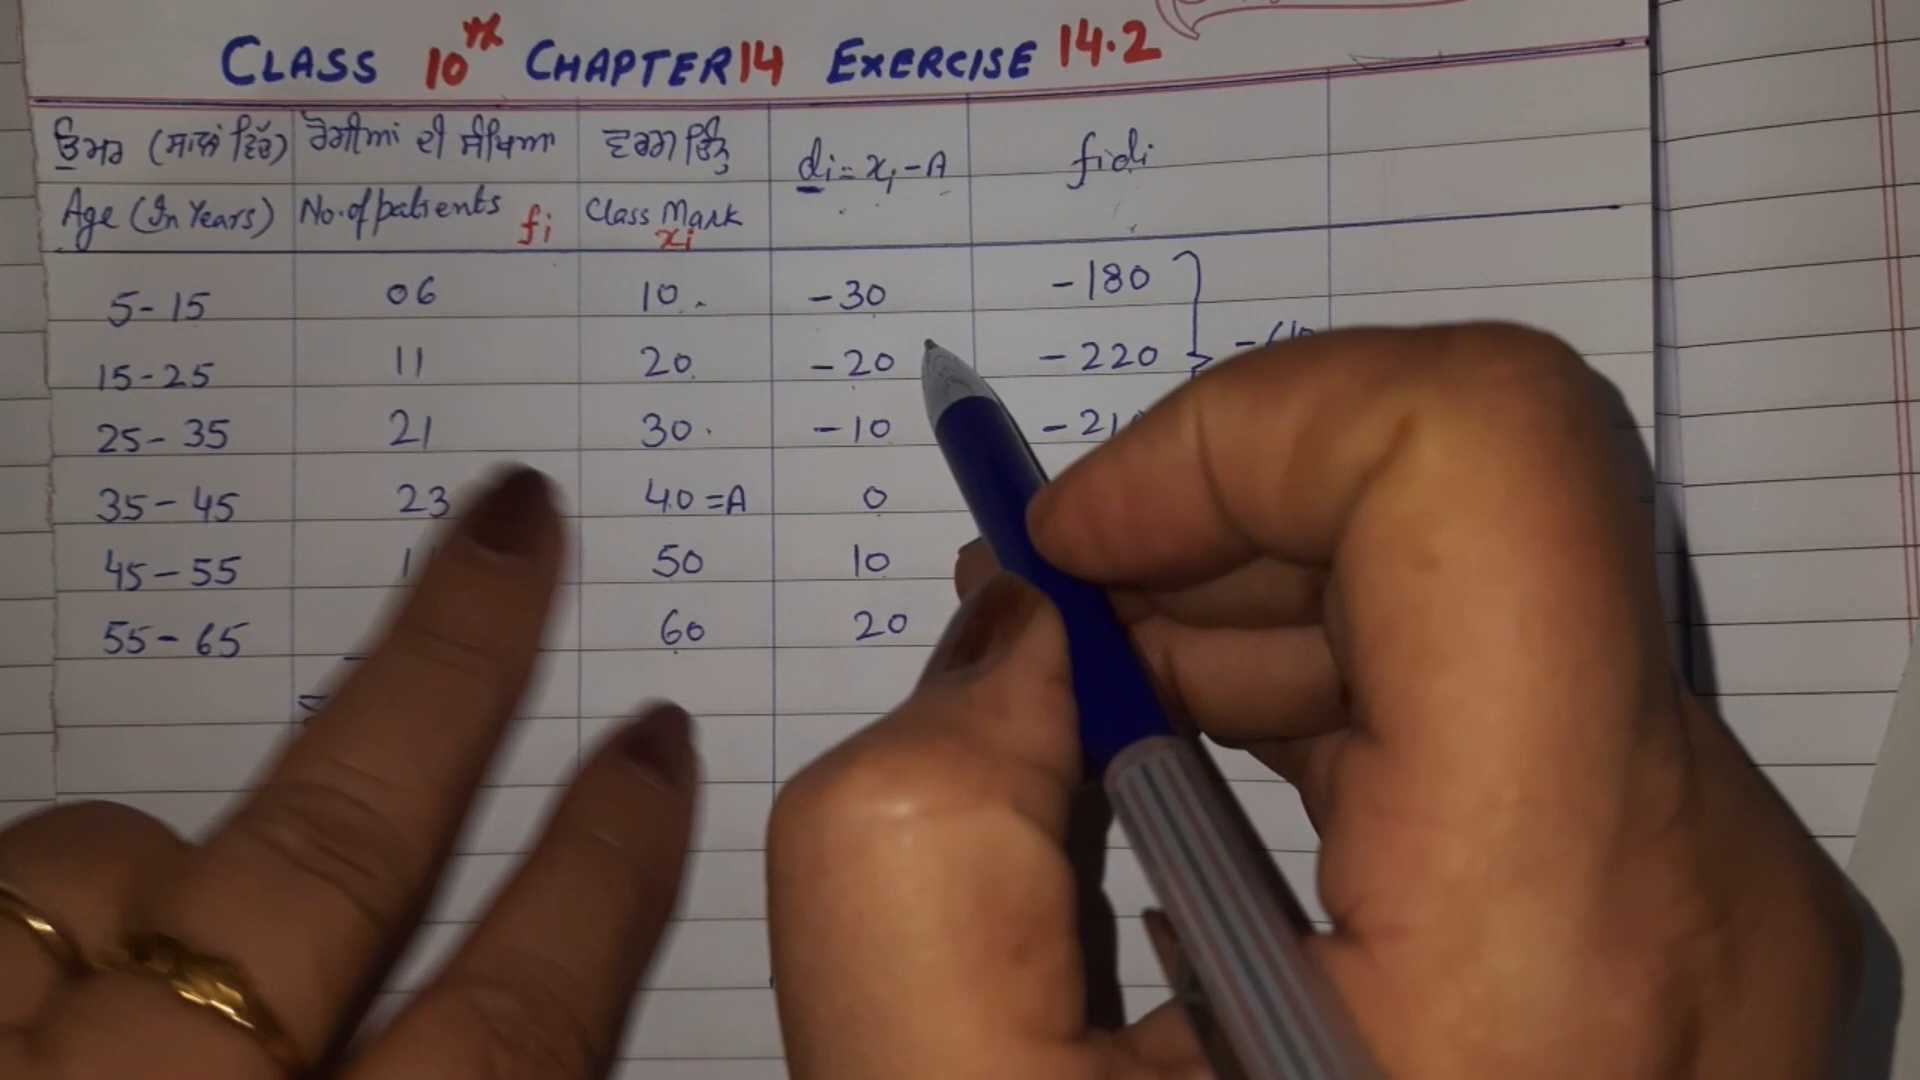 CLASS 10th CHAPTER 14 EXERCISE 14.2
ਉਮਰ (ਸਾਲਾਂ ਵਿੱਚ) ਰੋਗੀਆਂ ਦੀ ਸੰਖਿਆ ਵਰਗ ਚਿੰਨ੍ਹ di = xi - A fidi
Age (In Years) No. of patients fi Class Mark xi
5 - 15 06 10 - 30 - 180
15 - 25 11 20 - 20 - 220
25 - 35 21 30 - 10
35 - 45 23 40 = A 0
45 - 55 50 10
55 - 65 60 20